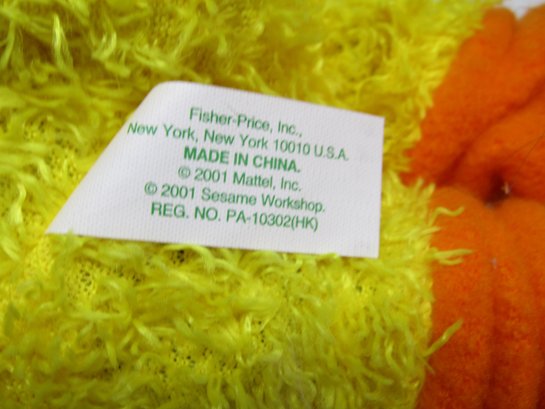 Fisher-Price, Inc.,
New York, New York 10010 U.S.A.
MADE IN CHINA.
© 2001 Mattel, Inc.
© 2001 Sesame Workshop.
REG. NO. PA-10302(HK)